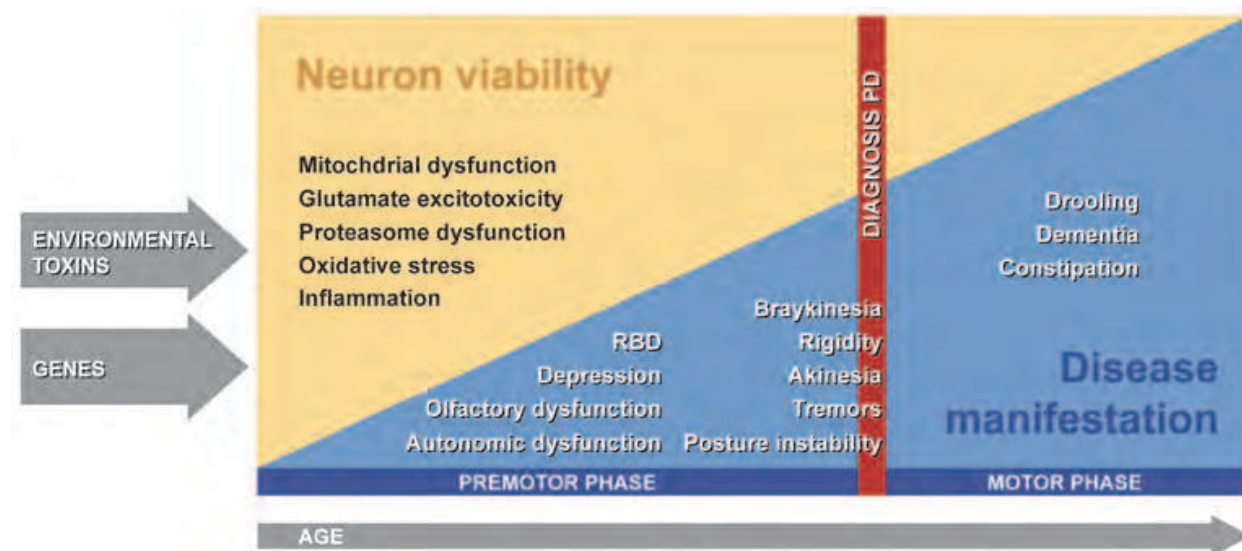 Neuron viability
Mitochdrial dysfunction
Glutamate excitotoxicity
Proteasome dysfunction
Oxidative stress
Inflammation
ENVIRONMENTAL
TOXINS
GENES
RBD
Depression
Olfactory dysfunction
Autonomic dysfunction
Braykinesia
Rigidity
Akinesia
Tremors
Posture instability
DIAGNOSIS PD
Drooling
Dementia
Constipation
Disease
manifestation
PREMOTOR PHASE
MOTOR PHASE
AGE